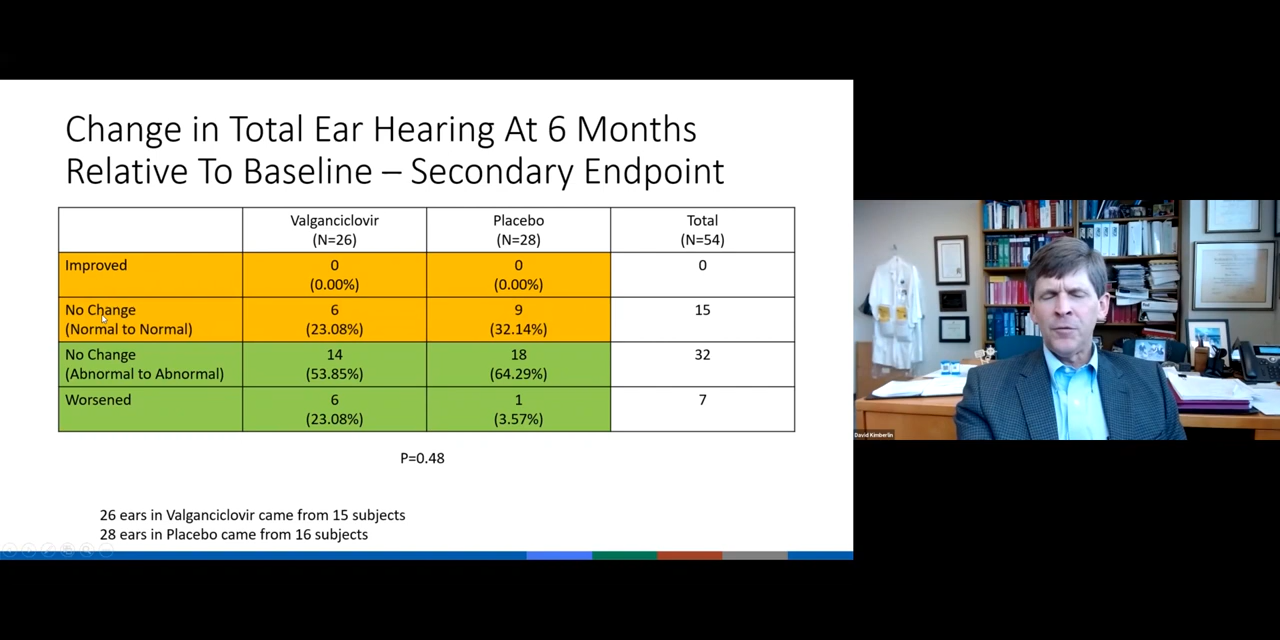 Change in Total Ear Hearing At 6 Months
Relative To Baseline – Secondary Endpoint
Valganciclovir Placebo Total
(N=26) (N=28) (N=54)
Improved 0 0 0
(0.00%) (0.00%)
No Change 6 9 15
(Normal to Normal) (23.08%) (32.14%)
No Change 14 18 32
(Abnormal to Abnormal) (53.85%) (64.29%)
Worsened 6 1 7
(23.08%) (3.57%)
P=0.48
26 ears in Valganciclovir came from 15 subjects
28 ears in Placebo came from 16 subjects
David Kimberlin